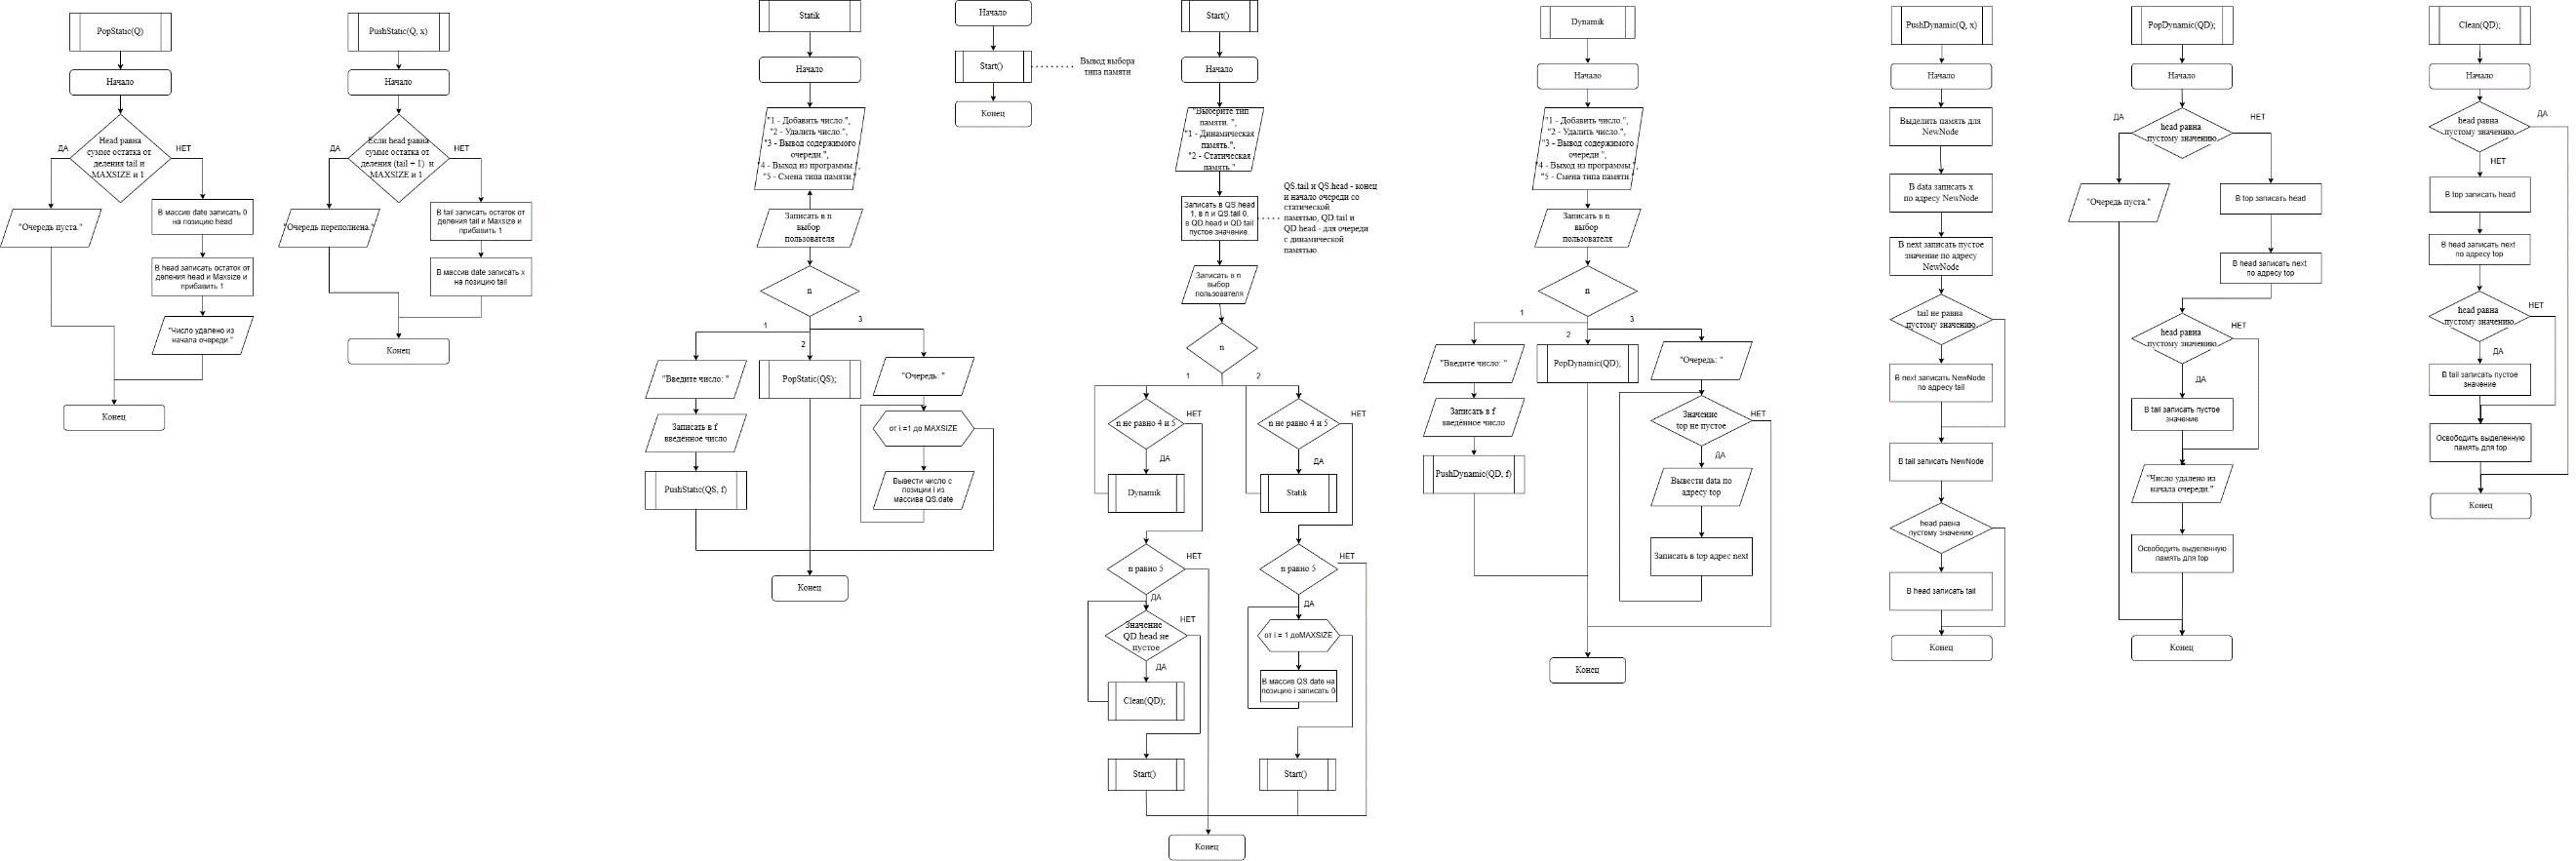 PopStatic(Q)
Начало
Head равна
сумме остатка от
деления tail и
MAXSIZE и 1
ДА
НЕТ
"Очередь пуста."
В массив date записать 0
на позицию head
В head записать остаток от
деления head и Maxsize и
прибавить 1
"Число удалено из
начала очереди."
Конец
PushStatic(Q, x)
Начало
Если head равна
сумме остатка от
деления (tail + 1) и
MAXSIZE и 1
ДА
НЕТ
"Очередь переполнена."
В tail записать остаток от
деления tail и Maxsize и
прибавить 1
В массив date записать x
на позицию tail
Конец
Statik
Начало
"1 - Добавить число.",
"2 - Удалить число.",
"3 - Вывод содержимого
очереди.",
"4 - Выход из программы.",
"5 - Смена типа памяти."
Записать в n
выбор
пользователя
n
1
2
3
"Введите число: "
Записать в f
введённое число
PushStatic(QS, f)
PopStatic(QS);
"Очередь: "
от i:=1 до MAXSIZE
Вывести число с
позиции i из
массива QS.date
Конец
Начало
Start()
Вывод выбора
типа памяти
Конец
Start()
Начало
"Выберите тип
памяти. ",
"1 - Динамическая
память.",
"2 - Статическая
память."
Записать в QS.head
1, в n и QS.tail 0,
в QD.head и QD.tail
пустое значение.
QS.tail и QS.head - конец
и начало очереди со
статической
памятью, QD.tail и
QD.head - для очереди
с динамической
памятью.
Записать в n
выбор
пользователя
n
1
2
n не равно 4 и 5
НЕТ
ДА
Dynamik
n равно 5
НЕТ
ДА
Значение
QD.head не
пустое
НЕТ
ДА
Clean(QD);
Start()
n не равно 4 и 5
НЕТ
ДА
Statik
n равно 5
НЕТ
ДА
от i = 1 доMAXSIZE
В массив QS.date на
позицию i записать 0
Start()
Конец
Dynamik
Начало
"1 - Добавить число.",
"2 - Удалить число.",
"3 - Вывод содержимого
очереди.",
"4 - Выход из программы.",
"5 - Смена типа памяти."
Записать в n
выбор
пользователя
n
1
2
3
"Введите число: "
Записать в f
введённое число
PushDynamic(QD, f)
PopDynamic(QD);
"Очередь: "
Значение
top не пустое
НЕТ
ДА
Вывести data по
адресу top
Записать в top адрес next
Конец
PushDynamic(Q, x)
Начало
Выделить память для
NewNode
В data записать x
по адресу NewNode
В next записать пустое
значение по адресу
NewNode
tail не равна
пустому значению
В next записать NewNode
по адресу tail
В tail записать NewNode
head равна
пустому значению
В head записать tail
Конец
PopDynamic(QD);
Начало
ДА
НЕТ
head равна
пустому значению
"Очередь пуста."
В top записать head
В head записать next
по адресу top
head равна
пустому значению
НЕТ
ДА
В tail записать пустое
значение
"Число удалено из
начала очереди."
Освободить выделенную
память для top
Конец
Clean(QD);
Начало
head равна
пустому значению
ДА
НЕТ
В top записать head
В head записать next
по адресу top
head равна
пустому значению
НЕТ
ДА
В tail записать пустое
значение
Освободить выделенную
память для top
Конец